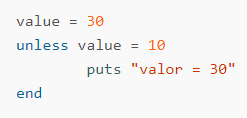 value = 30
unless value = 10
        puts "valor = 30"
end